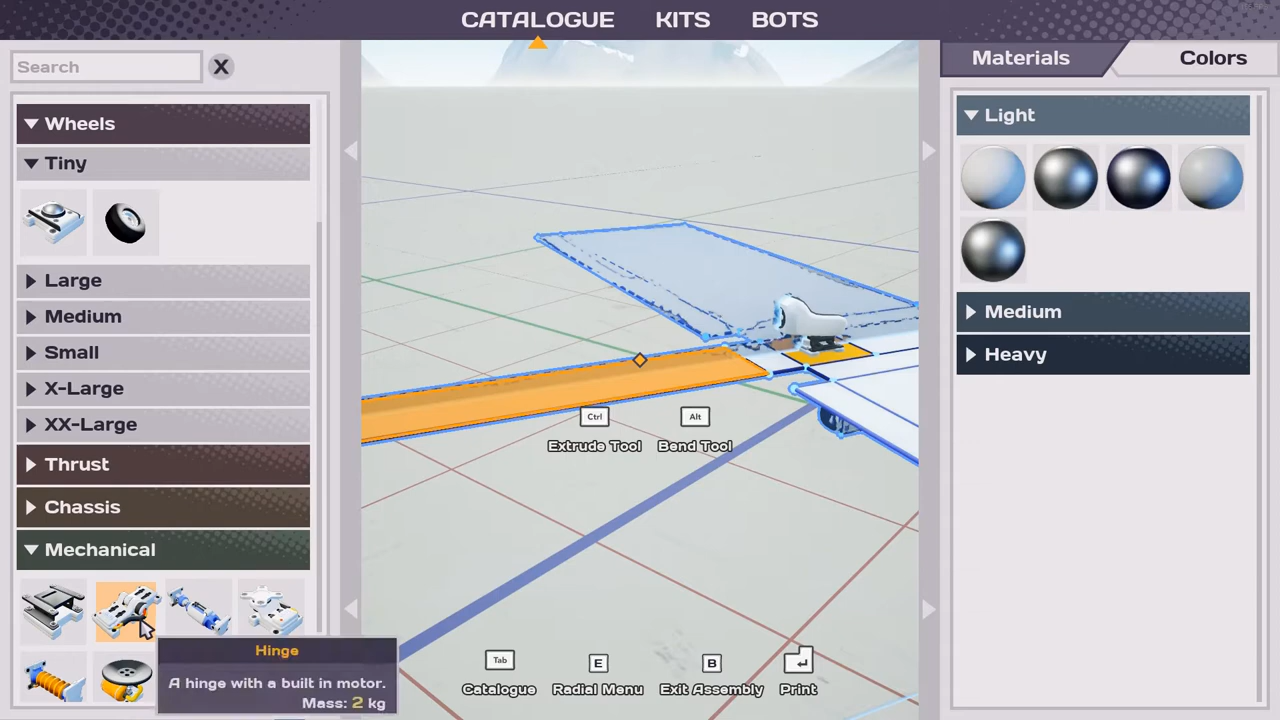 CATALOGUE KITS BOTS
Search X
Wheels
Tiny
Large
Medium
Small
X-Large
XX-Large
Thrust
Chassis
Mechanical
Hinge
A hinge with a built in motor.
Mass: 2 kg
Ctrl Alt
Extrude Tool Bend Tool
Tab E B
Catalogue Radial Menu Exit Assembly Print
Materials Colors
Light
Medium
Heavy